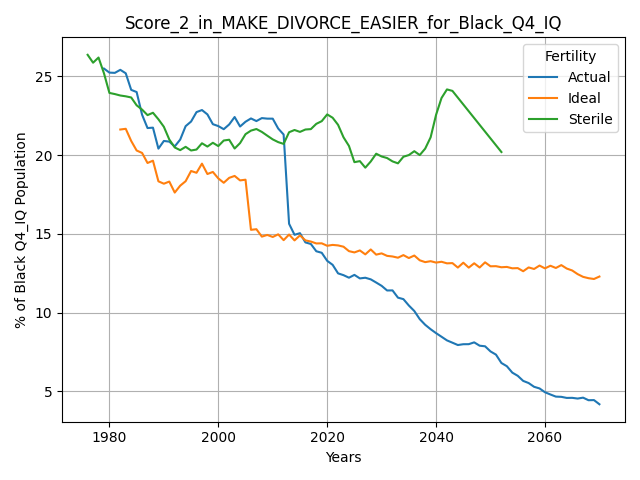 Score_2_in_MAKE_DIVORCE_EASIER_for_Black_Q4_IQ
% of Black Q4_IQ Population
25
20
15
10
5
Fertility
Actual
Ideal
Sterile
1980
2000
2020
2040
2060
Years